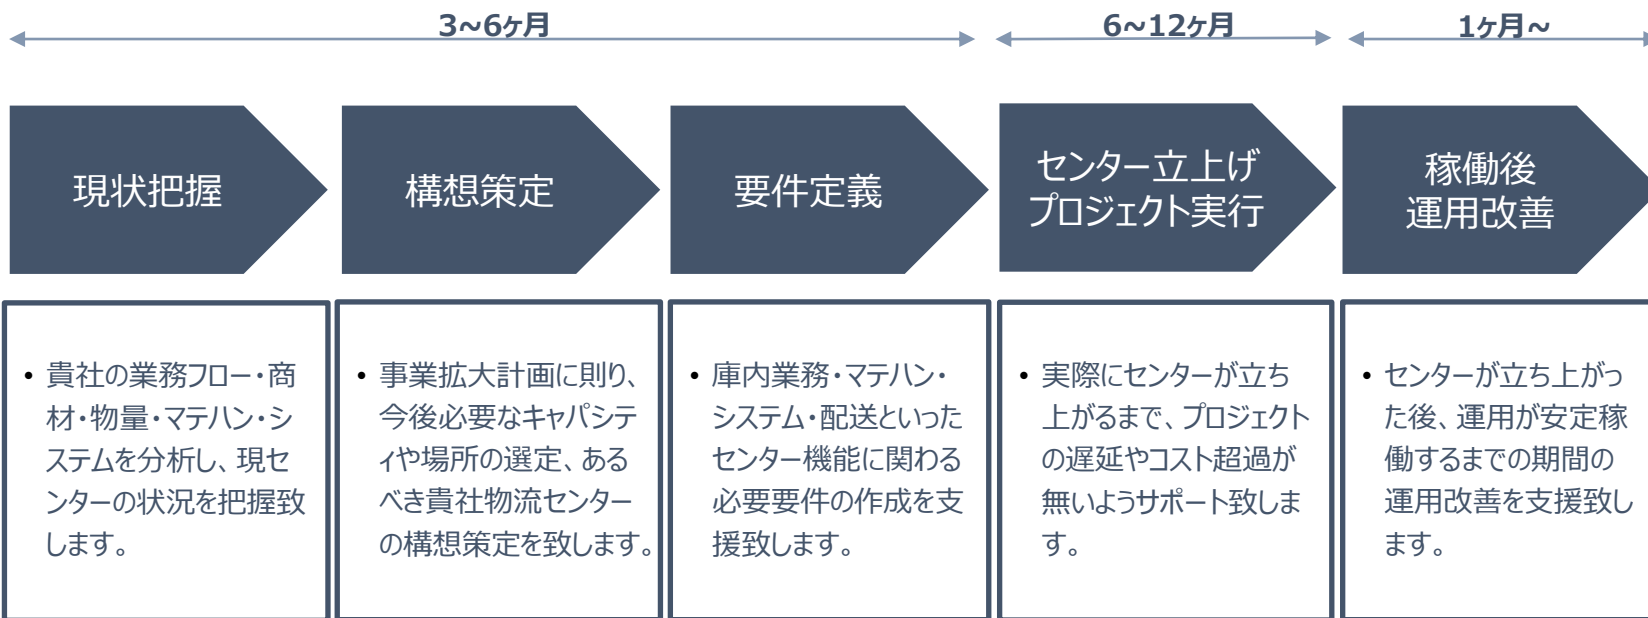 3~6ヶ月
6~12ヶ月
1ヶ月~
現状把握
構想策定
要件定義
センター立上げ
プロジェクト実行
稼働後
運用改善
• 貴社の業務フロー・商
材・物量・マテハン・シ
ステムを分析し、現セ
ンターの状況を把握致
します。
• 事業拡大計画に則り、
今後必要なキャパシテ
ィや場所の選定、ある
べき貴社物流センター
の構想策定を致します。
• 庫内業務・マテハン・
システム・配送といった
センター機能に関わる
必要要件の作成を支
援致します。
• 実際にセンターが立ち
上がるまで、プロジェクト
の遅延やコスト超過が
無いようサポート致しま
す。
• センターが立ち上がっ
た後、運用が安定稼
働するまでの期間の
運用改善を支援致し
ます。